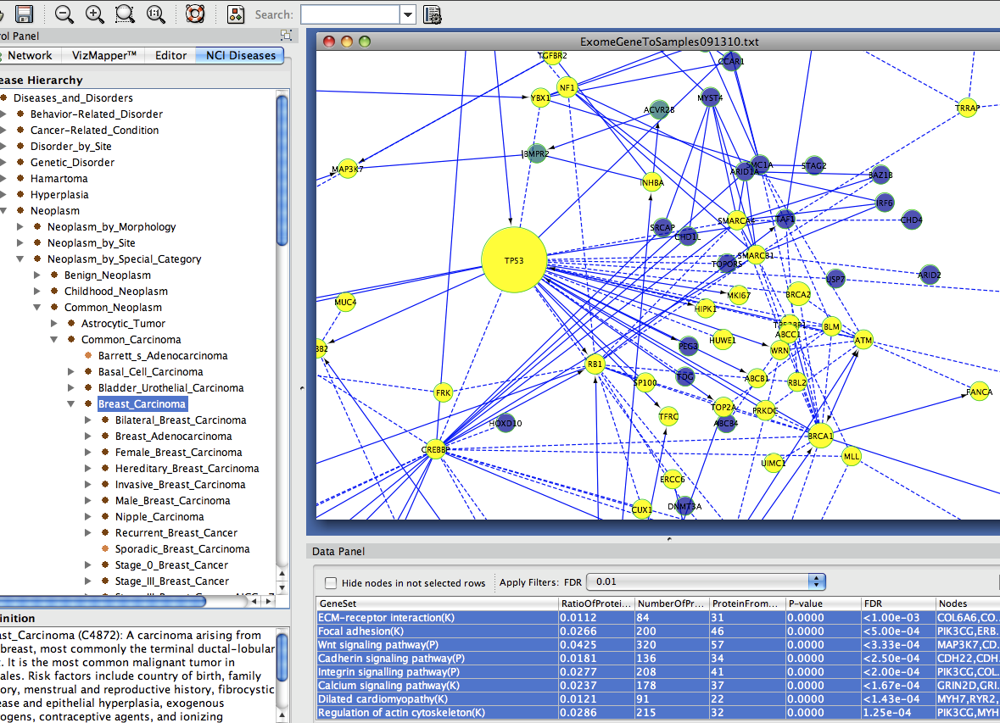 Search:
ExomeGeneToSamples091310.txt
rol Panel
Network VizMapper™ Editor NCI Diseases
ease Hierarchy
Diseases_and_Disorders
Behavior-Related_Disorder
Cancer-Related_Condition
Disorder_by_Site
Genetic_Disorder
Hamartoma
Hyperplasia
Neoplasm
Neoplasm_by_Morphology
Neoplasm_by_Site
Neoplasm_by_Special_Category
Benign_Neoplasm
Childhood_Neoplasm
Common_Neoplasm
Astrocytic_Tumor
Common_Carcinoma
Barrett_s_Adenocarcinoma
Basal_Cell_Carcinoma
Bladder_Urothelial_Carcinoma
Breast_Carcinoma
Bilateral_Breast_Carcinoma
Breast_Adenocarcinoma
Female_Breast_Carcinoma
Hereditary_Breast_Carcinoma
Invasive_Breast_Carcinoma
Male_Breast_Carcinoma
Nipple_Carcinoma
Recurrent_Breast_Cancer
Sporadic_Breast_Carcinoma
Stage_0_Breast_Cancer
Stage_III_Breast_Cancer
inition
ast_Carcinoma (C4872): A carcinoma arising from
breast, most commonly the terminal ductal-lobular
t. It is the most common malignant tumor in
ales. Risk factors include country of birth, family
ory, menstrual and reproductive history, fibrocystic
ease and epithelial hyperplasia, exogenous
ogens, contraceptive agents, and ionizing
TGFBR2
CCAR1
NF1
YBX1
MYST4
ACVR2B
TRRAP
BMPR2
MAP3K7
SMC1A
STAG2
ARID1A
BAZ1B
INHBA
IRF6
SMARCA4
TAF1
CHD4
SRCAP
CHD1L
TP53
SMARCB1
TOPORS
USP7
ARID2
MUC4
MKI67
BRCA2
HIPK1
TP53BP1
BLM
ABCC1
ATM
HUWE1
PEG3
WRN
BB2
RB1
TDG
ABCB1
RBL2
SP100
FRK
FANCA
TOP2A
PRKDC
TFRC
HOXD10
ABCB4
BRCA1
CREBBP
MLL
UIMC1
ERCC6
CUX1
DNMT3A
Data Panel
Hide nodes in not selected rows Apply Filters: FDR 0.01
GeneSet RatioOfProtei... NumberOfPr... ProteinFrom... P-value FDR Nodes
ECM-receptor interaction(K) 0.0112 84 31 0.0000 <1.00e-03 COL6A6,CO...
Focal adhesion(K) 0.0266 200 46 0.0000 <5.00e-04 PIK3CG,ERB...
Wnt signaling pathway(P) 0.0425 320 57 0.0000 <3.33e-04 MAP3K7,CD...
Cadherin signaling pathway(P) 0.0181 136 34 0.0000 <2.50e-04 CDH22,CDH...
Integrin signalling pathway(P) 0.0277 208 41 0.0000 <2.00e-04 PIK3CG,COL...
Calcium signaling pathway(K) 0.0237 178 37 0.0000 <1.67e-04 GRIN2D,GRI...
Dilated cardiomyopathy(K) 0.0121 91 22 0.0000 <1.43e-04 MYH7,RYR2,...
Regulation of actin cytoskeleton(K) 0.0286 215 32 0.0000 1.25e-04 PIK3CG,MYH...